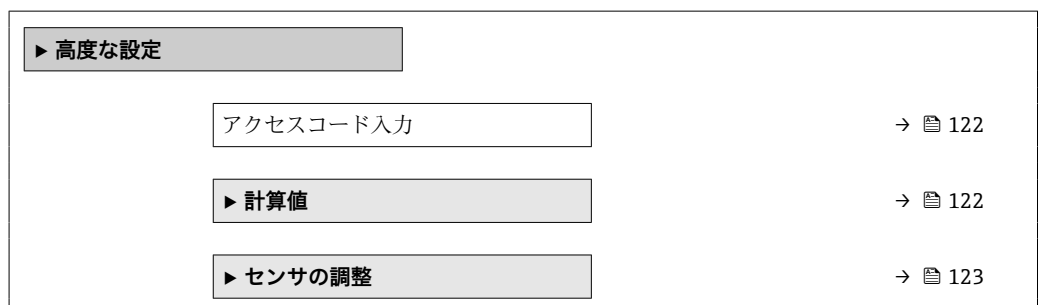 ▶ 高度な設定
アクセスコード入力 → 🖹 122
▶ 計算値 → 🖹 122
▶ センサの調整 → 🖹 123